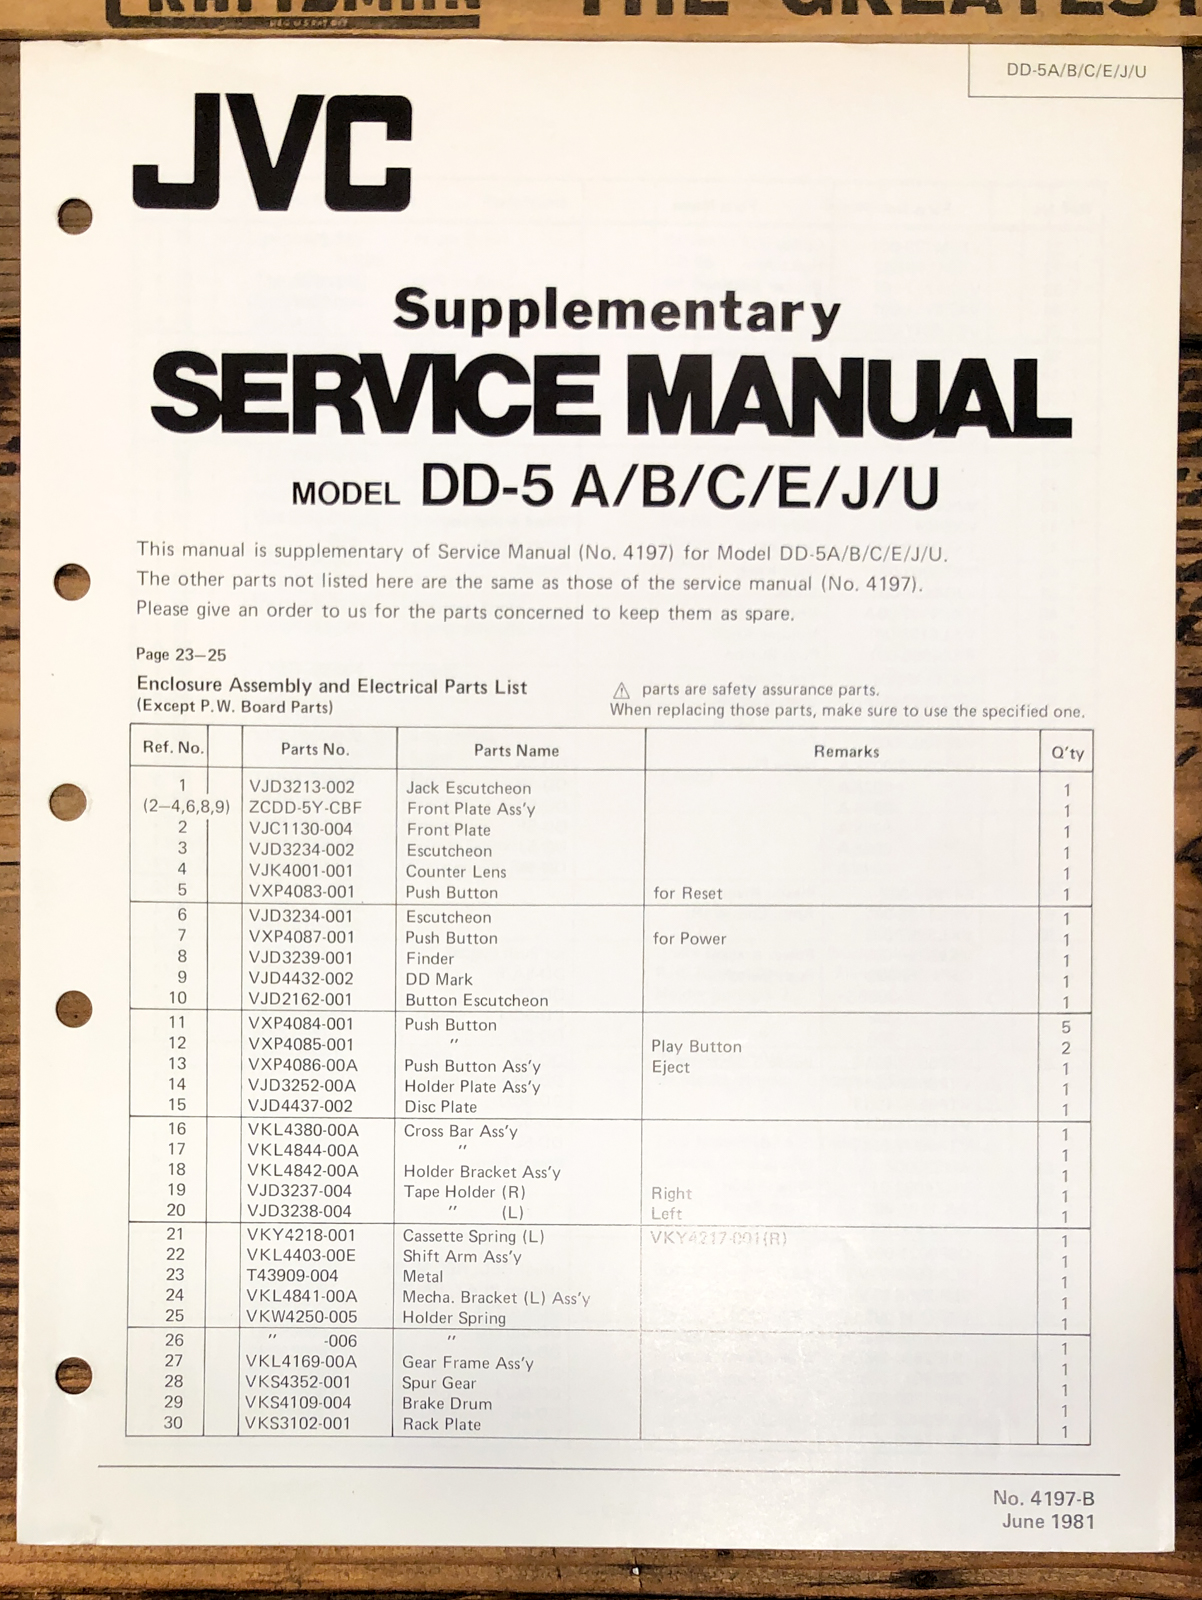 THE GREATEST
DD-5A/B/C/E/J/U
JVC
Supplementary
SERVICE MANUAL
MODEL DD-5 A/B/C/E/J/U
This manual is supplementary of Service Manual (No. 4197) for Model DD-5A/B/C/E/J/U.
The other parts not listed here are the same as those of the service manual (No. 4197).
Please give an order to us for the parts concerned to keep them as spare.
Page 23–25
Enclosure Assembly and Electrical Parts List
(Except P.W. Board Parts)
⚠ parts are safety assurance parts.
When replacing those parts, make sure to use the specified one.
Ref. No. Parts No. Parts Name Remarks Q'ty
1 VJD3213-002 Jack Escutcheon 1
(2–4,6,8,9) ZCDD-5Y-CBF Front Plate Ass'y 1
2 VJC1130-004 Front Plate 1
3 VJD3234-002 Escutcheon 1
4 VJK4001-001 Counter Lens 1
5 VXP4083-001 Push Button for Reset 1
6 VJD3234-001 Escutcheon 1
7 VXP4087-001 Push Button for Power 1
8 VJD3239-001 Finder 1
9 VJD4432-002 DD Mark 1
10 VJD2162-001 Button Escutcheon 1
11 VXP4084-001 Push Button 5
12 VXP4085-001 〃 Play Button 2
13 VXP4086-00A Push Button Ass'y Eject 1
14 VJD3252-00A Holder Plate Ass'y 1
15 VJD4437-002 Disc Plate 1
16 VKL4380-00A Cross Bar Ass'y 1
17 VKL4844-00A 〃 1
18 VKL4842-00A Holder Bracket Ass'y 1
19 VJD3237-004 Tape Holder (R) Right 1
20 VJD3238-004 〃 (L) Left 1
21 VKY4218-001 Cassette Spring (L) VKY4217-001(R) 1
22 VKL4403-00E Shift Arm Ass'y 1
23 T43909-004 Metal 1
24 VKL4841-00A Mecha. Bracket (L) Ass'y 1
25 VKW4250-005 Holder Spring 1
26 〃 -006 〃 1
27 VKL4169-00A Gear Frame Ass'y 1
28 VKS4352-001 Spur Gear 1
29 VKS4109-004 Brake Drum 1
30 VKS3102-001 Rack Plate 1
No. 4197-B
June 1981